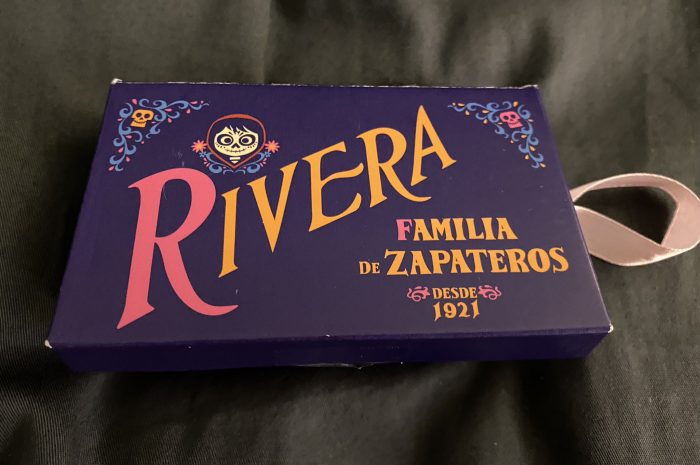 RIVERA
FAMILIA
DE ZAPATEROS
DESDE
1921